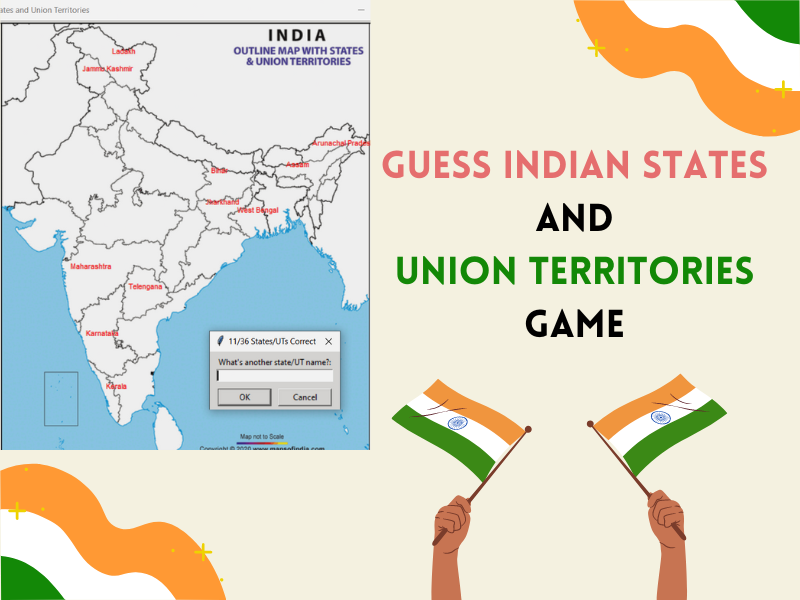 ates and Union Territories
INDIA
OUTLINE MAP WITH STATES
& UNION TERRITORIES
Ladakh
Jammu Kashmir
Arunachal Prades
Assam
Bihar
Jharkhand
West Bengal
Maharashtra
Telengana
Karnataka
Kerala
11/36 States/UTs Correct
What's another state/UT name?:
OK Cancel
Map not to Scale
Copyright © 2020 www.mapsofindia.com
GUESS INDIAN STATES
AND
UNION TERRITORIES
GAME